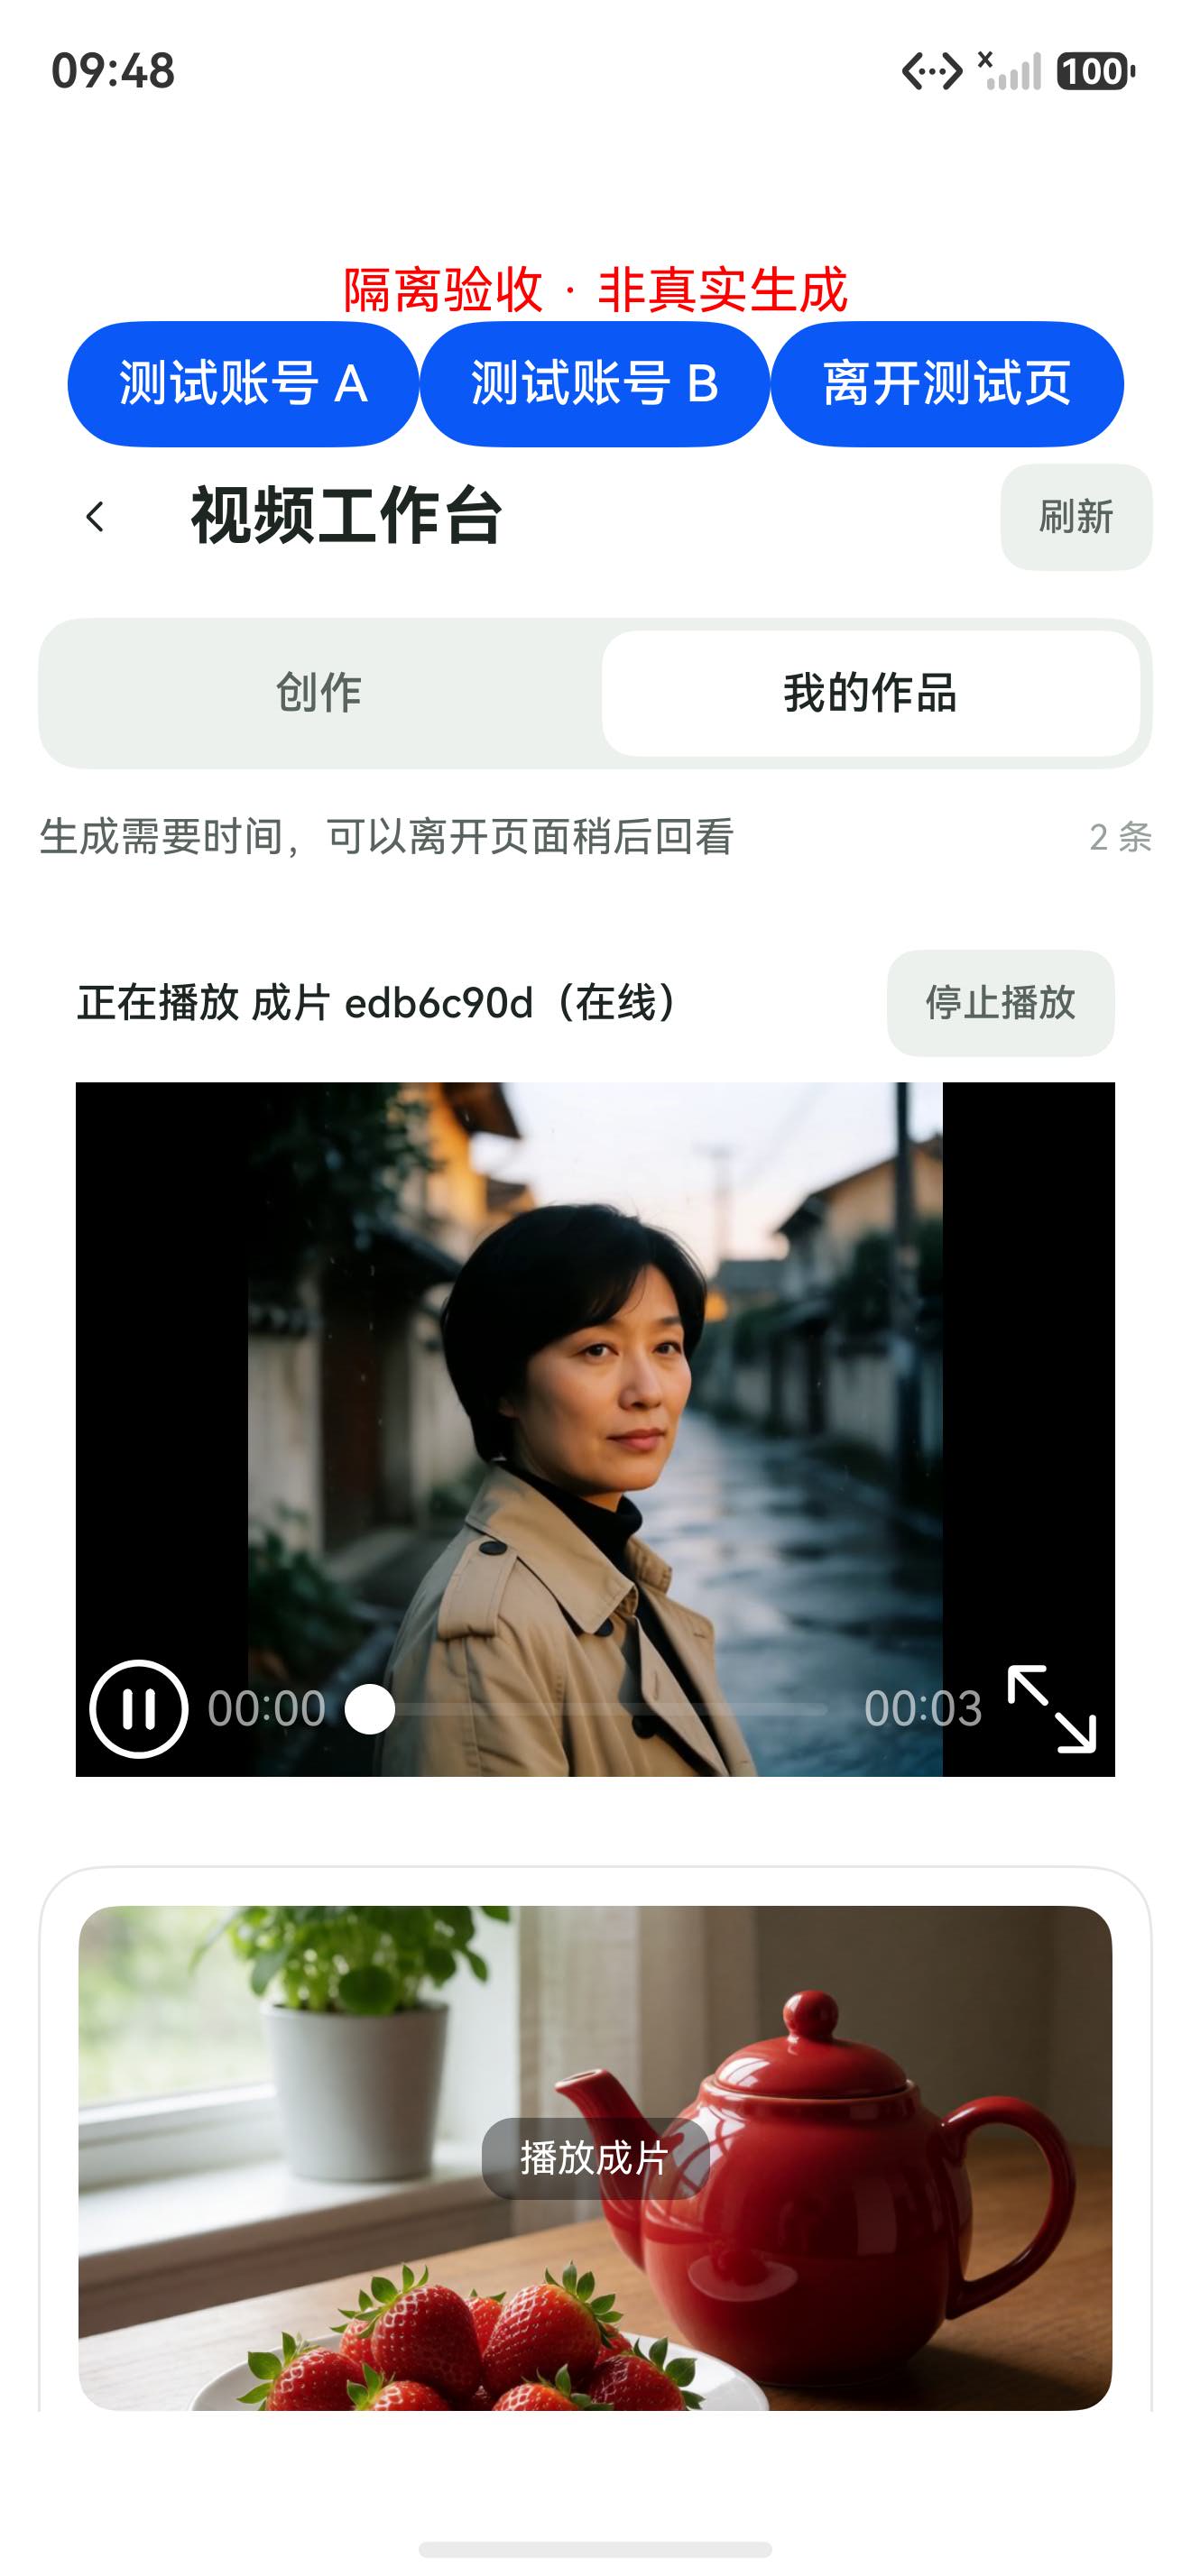 09:48
100
隔离验收 · 非真实生成
测试账号 A
测试账号 B
离开测试页
视频工作台
刷新
创作
我的作品
生成需要时间，可以离开页面稍后回看
2 条
正在播放 成片 edb6c90d（在线）
停止播放
00:00
00:03
播放成片